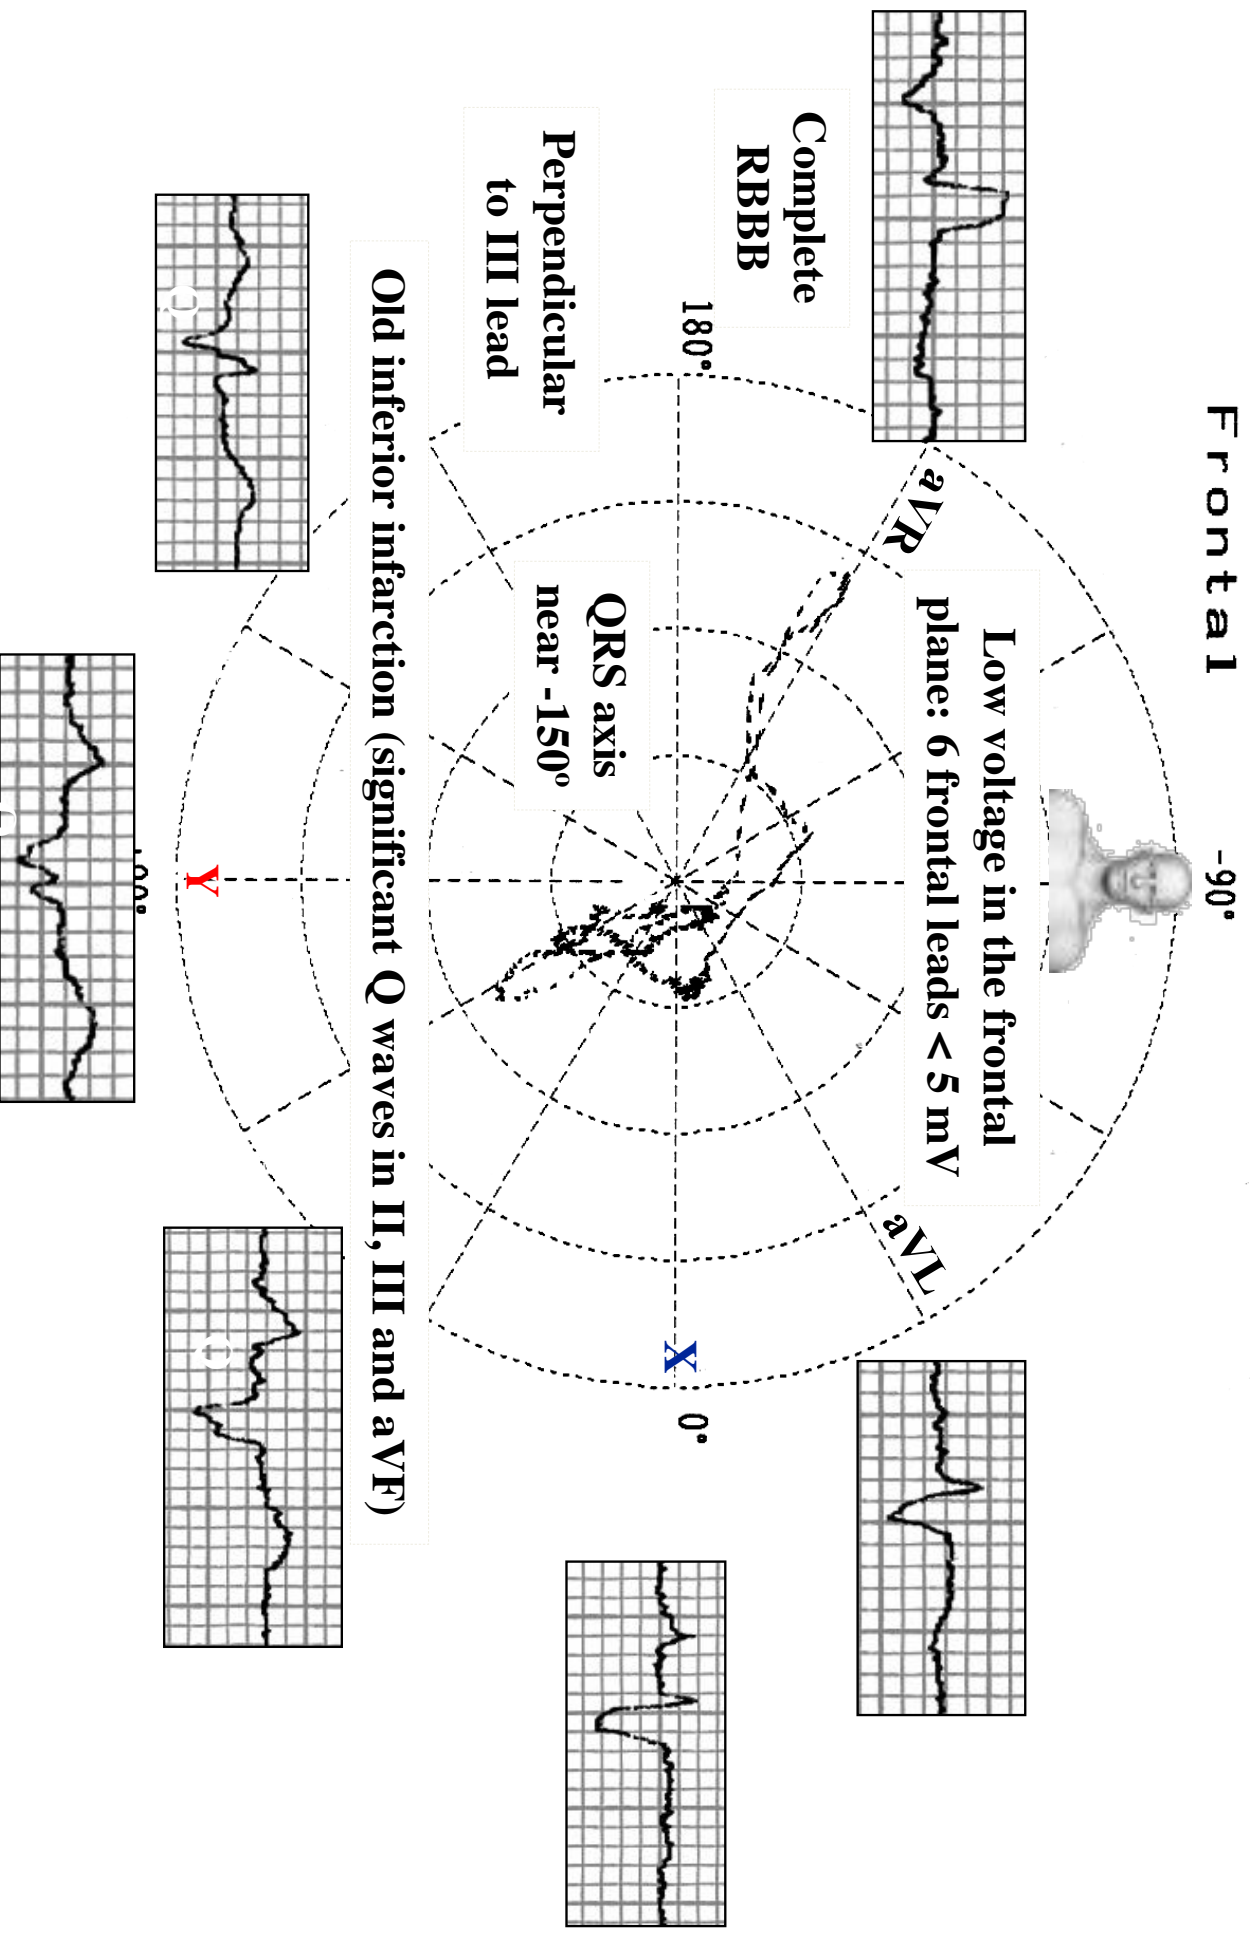 Frontal
-90°
Low voltage in the frontal
plane: 6 frontal leads < 5 mV
aVR
aVL
Complete
RBBB
180°
X
0°
Perpendicular
to III lead
QRS axis
near -150º
Old inferior infarction (significant Q waves in II, III and aVF)
Y
Q
Q